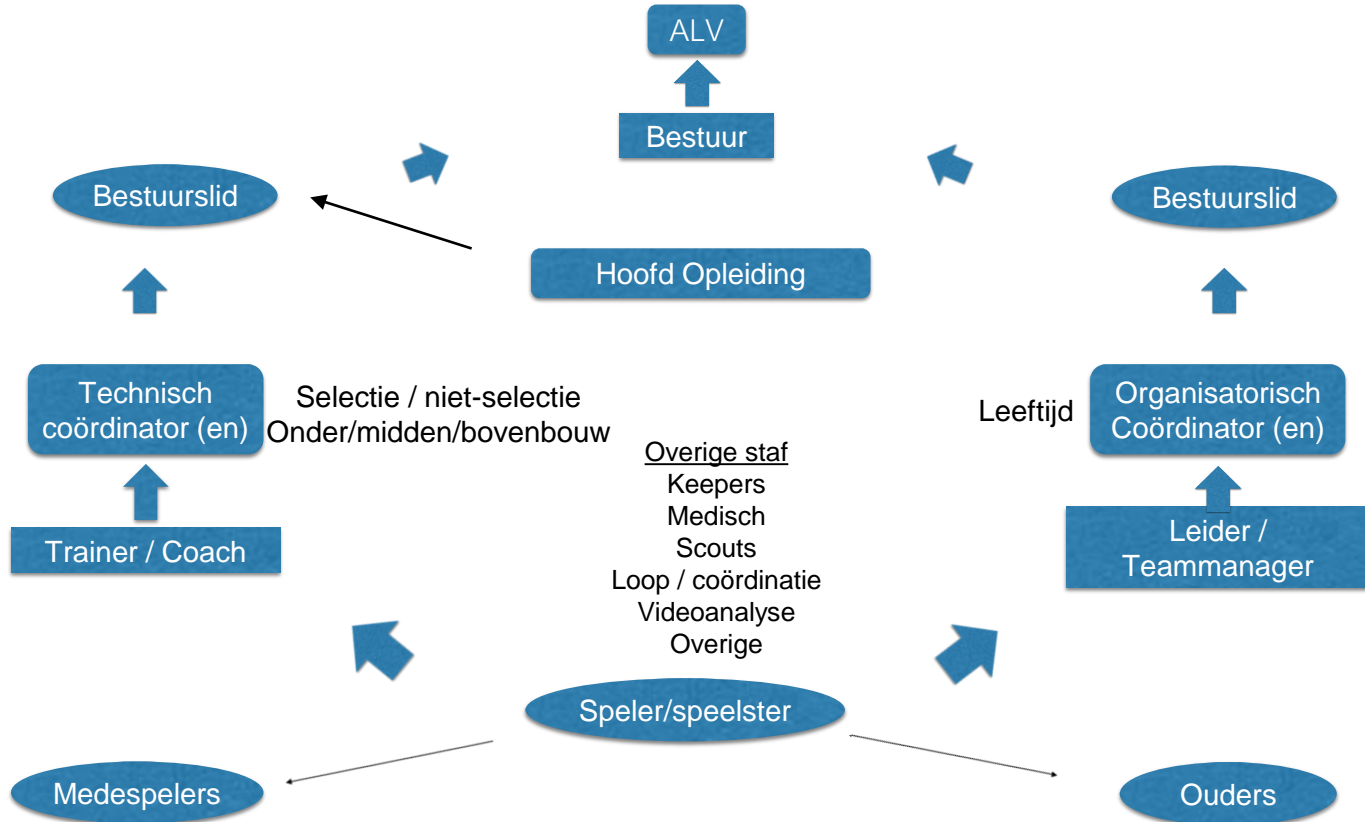 ALV
Bestuur
Bestuurslid
Bestuurslid
Hoofd Opleiding
Technisch
coördinator (en)
Selectie / niet-selectie
Onder/midden/bovenbouw
Leeftijd
Organisatorisch
Coördinator (en)
Overige staf
Keepers
Medisch
Scouts
Loop / coördinatie
Videoanalyse
Overige
Trainer / Coach
Leider /
Teammanager
Speler/speelster
Medespelers
Ouders